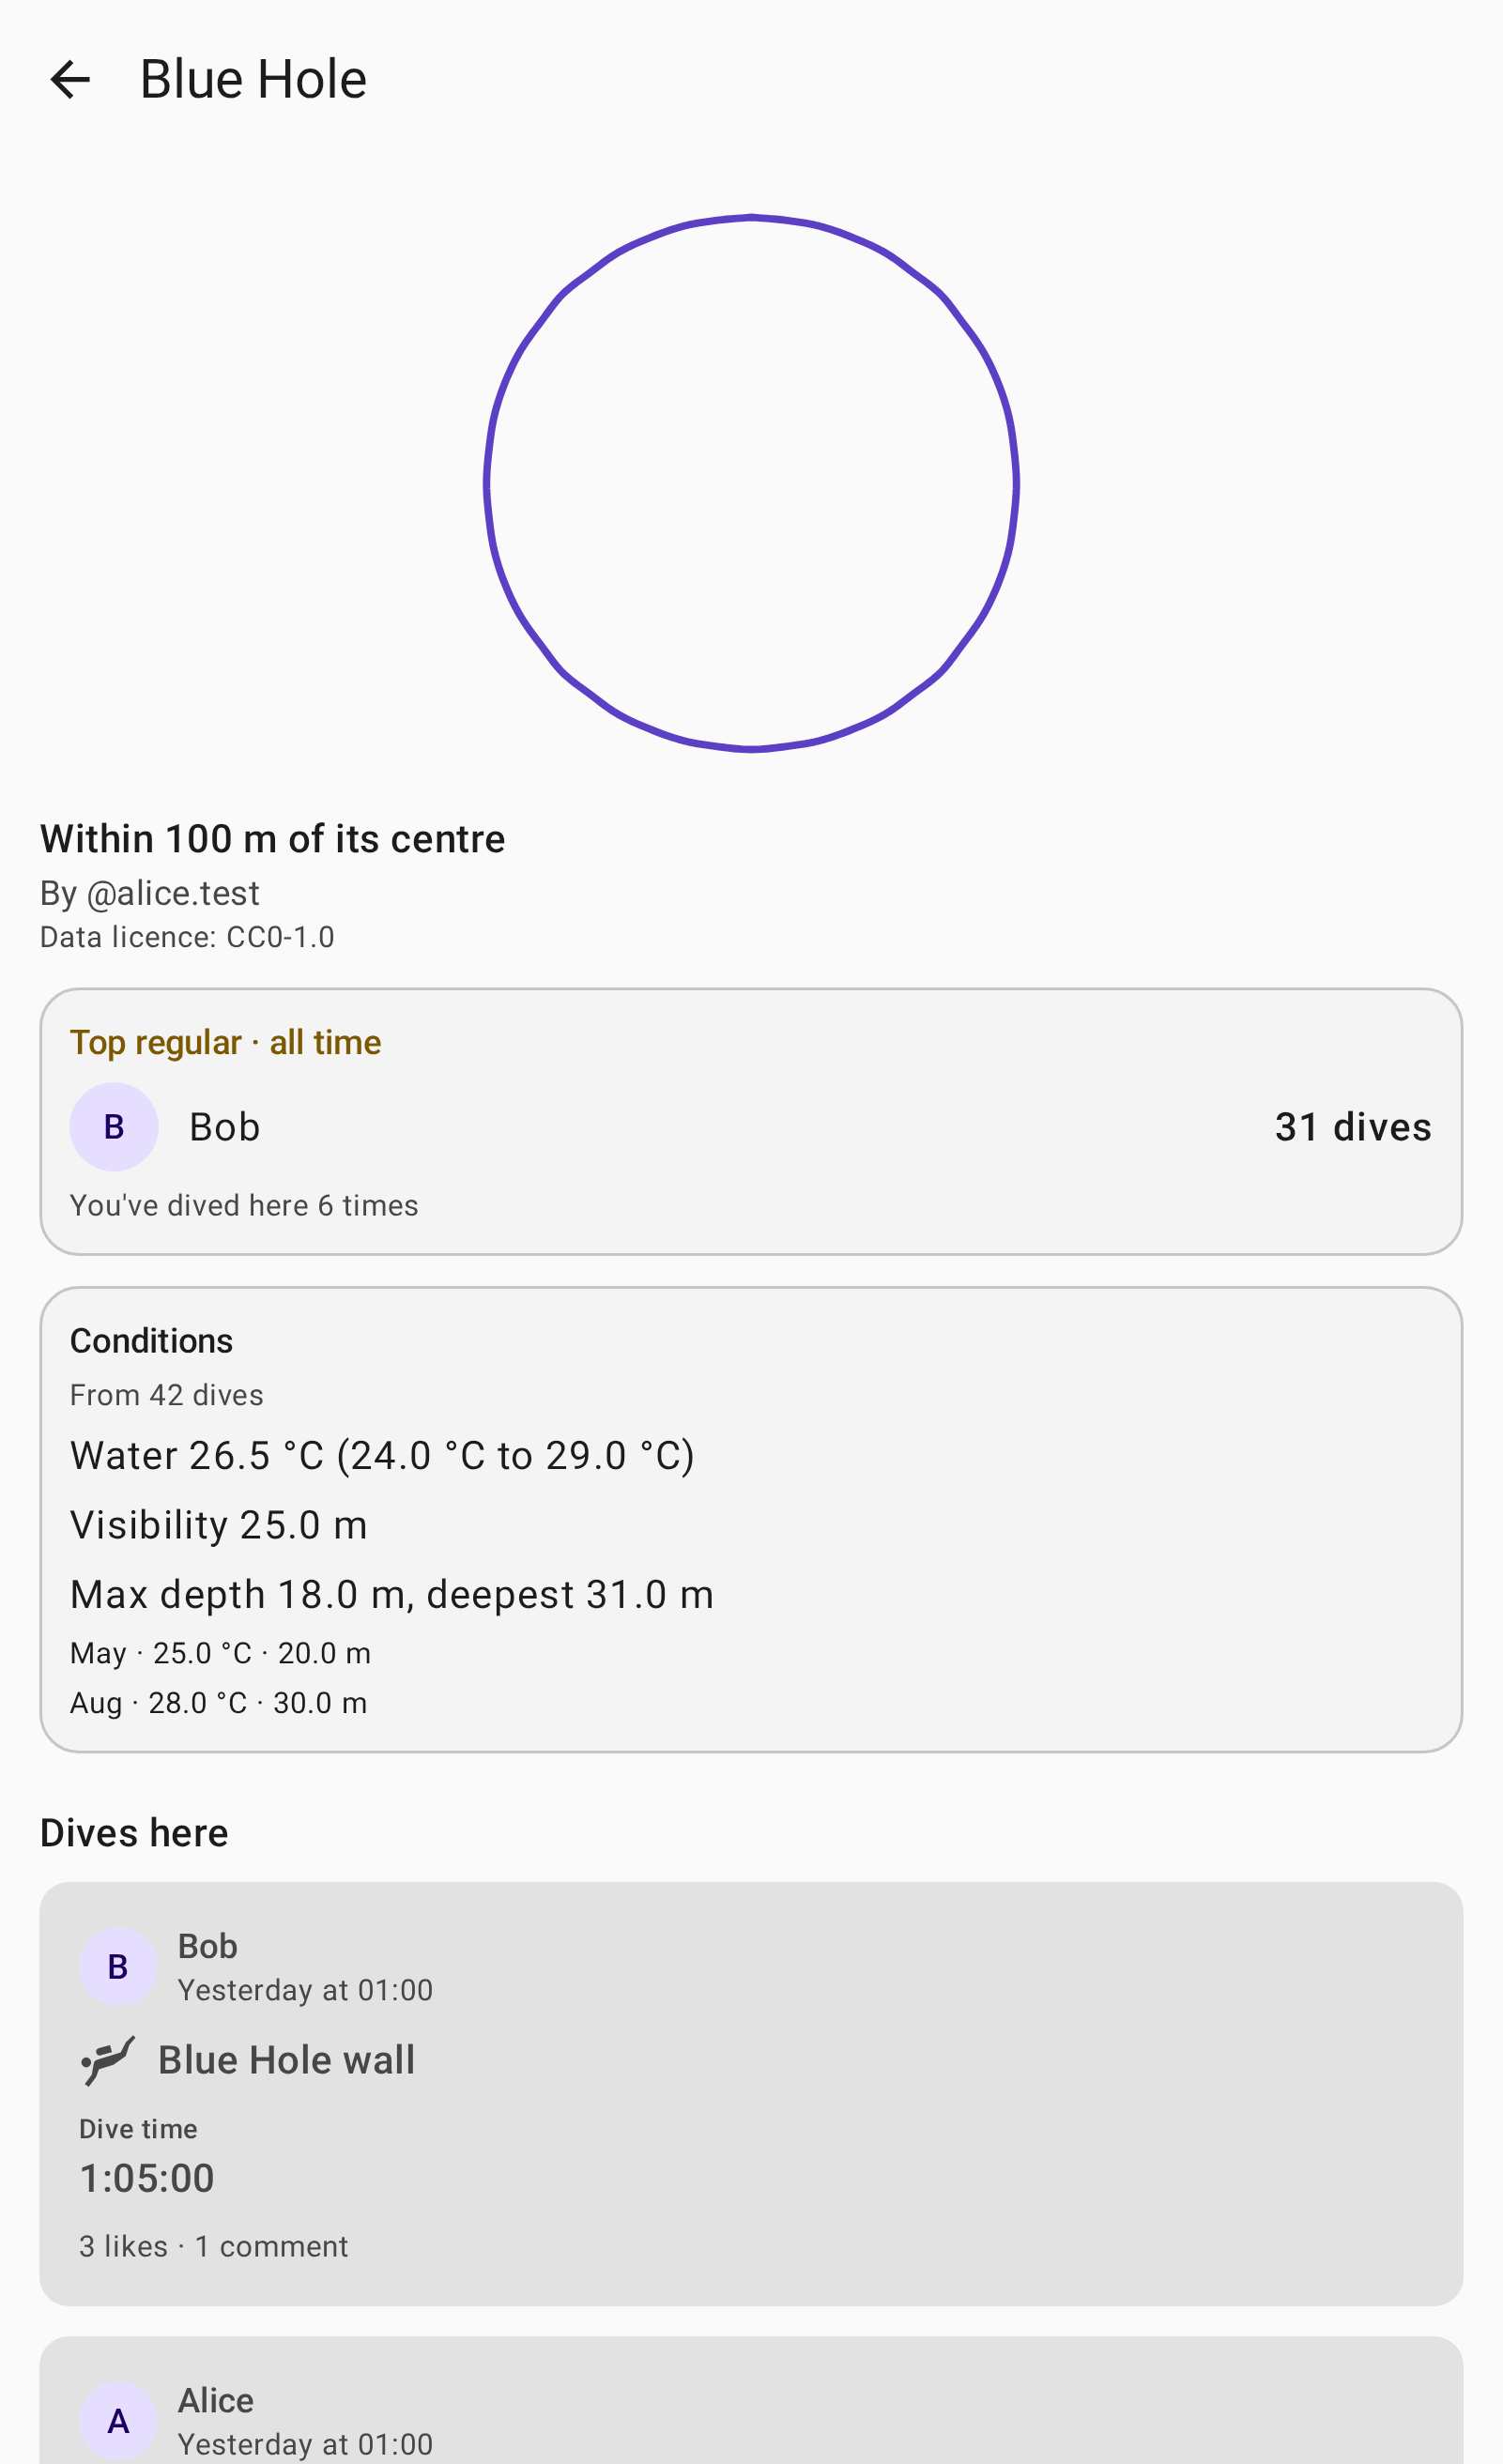 Blue Hole
Within 100 m of its centre
By @alice.test
Data licence: CC0-1.0
Top regular · all time
B
Bob
31 dives
You've dived here 6 times
Conditions
From 42 dives
Water 26.5 °C (24.0 °C to 29.0 °C)
Visibility 25.0 m
Max depth 18.0 m, deepest 31.0 m
May · 25.0 °C · 20.0 m
Aug · 28.0 °C · 30.0 m
Dives here
B
Bob
Yesterday at 01:00
Blue Hole wall
Dive time
1:05:00
3 likes · 1 comment
A
Alice
Yesterday at 01:00